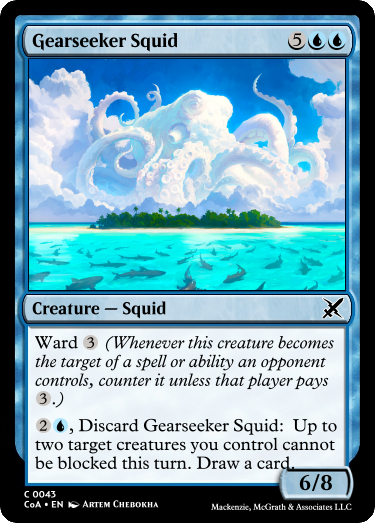 Gearseeker Squid 5
Creature — Squid
Ward 3 (Whenever this creature becomes
the target of a spell or ability an opponent
controls, counter it unless that player pays
3.)
2, Discard Gearseeker Squid: Up to
two target creatures you control cannot
be blocked this turn. Draw a card.
6/8
C 0043
CoA • EN ARTEM CHEBOKHA
Mackenzie, McGrath & Associates LLC